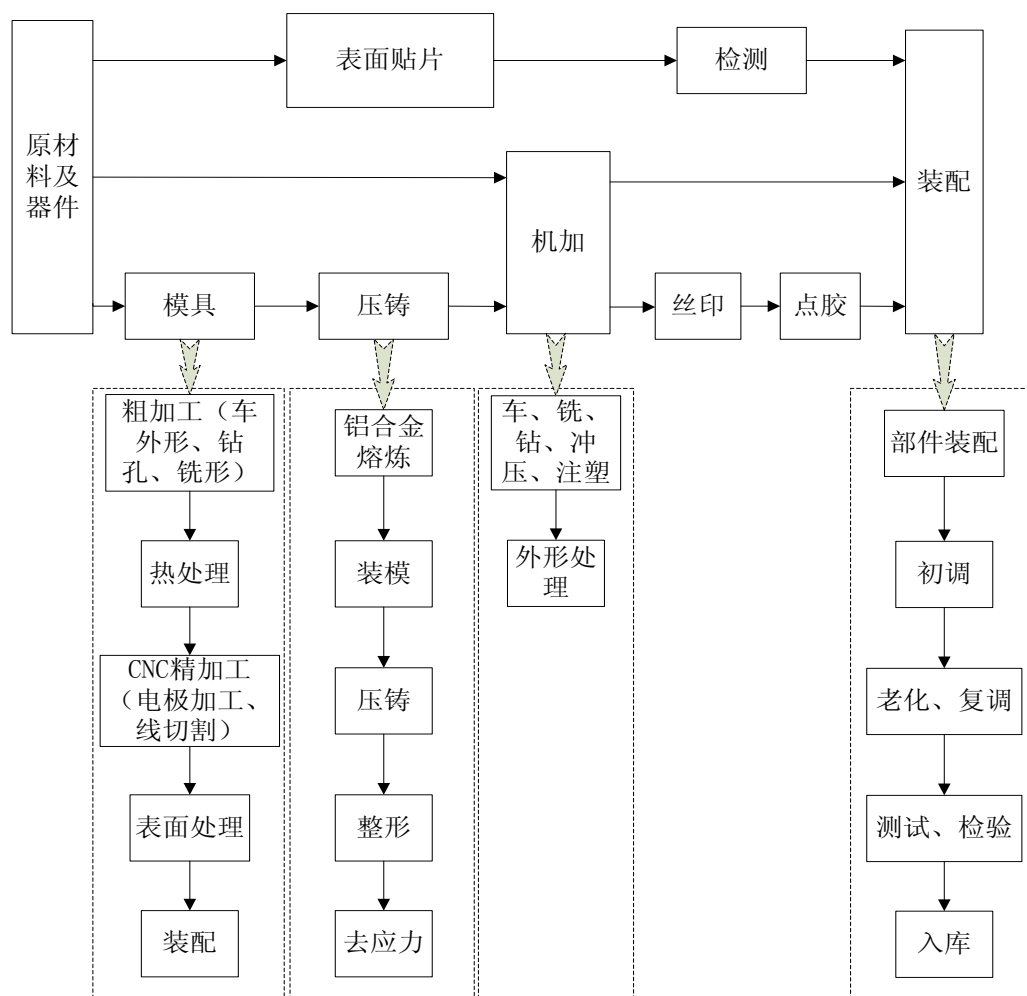 表面贴片
检测
原材
料及
器件
装配
机加
模具
压铸
丝印
点胶
粗加工（车
外形、钻
孔、铣形）
热处理
CNC精加工
（电极加工、
线切割）
表面处理
装配
铝合金
熔炼
装模
压铸
整形
去应力
车、铣、
钻、冲
压、注塑
外形处
理
部件装配
初调
老化、复调
测试、检验
入库